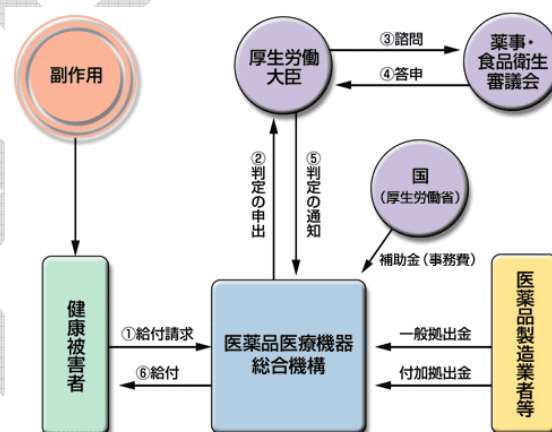 副作用
厚生労働
大臣
③諮問
④答申
薬事・
食品衛生
審議会
②判定の申出
⑤判定の通知
国
(厚生労働省)
補助金(事務費)
健康被害者
①給付請求
⑥給付
医薬品医療機器
総合機構
一般拠出金
付加拠出金
医薬品製造業者等